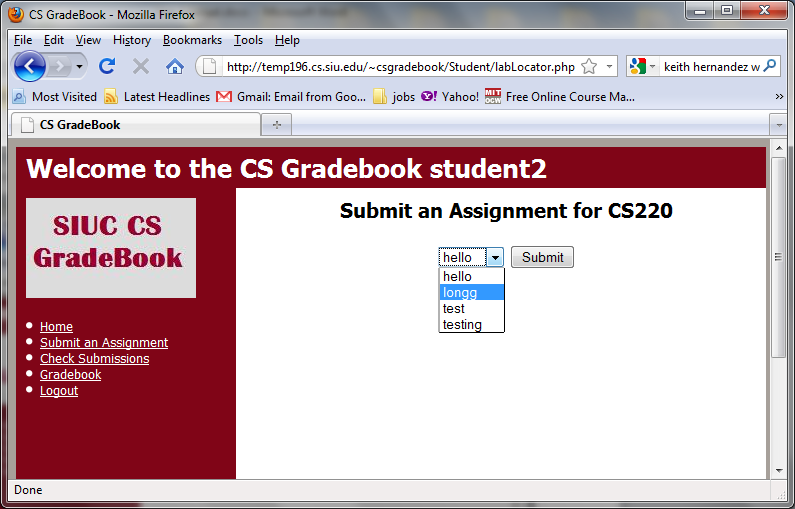 CS GradeBook - Mozilla Firefox
File Edit View History Bookmarks Tools Help
http://temp196.cs.siu.edu/~csgradebook/Student/labLocator.php
keith hernandez w
Most Visited Latest Headlines Gmail: Email from Goo... jobs Yahoo! MIT OCW Free Online Course Ma... »
CS GradeBook
Welcome to the CS Gradebook student2
SIUC CS
GradeBook
Submit an Assignment for CS220
hello Submit
hello
longg
test
testing
Home
Submit an Assignment
Check Submissions
Gradebook
Logout
Done